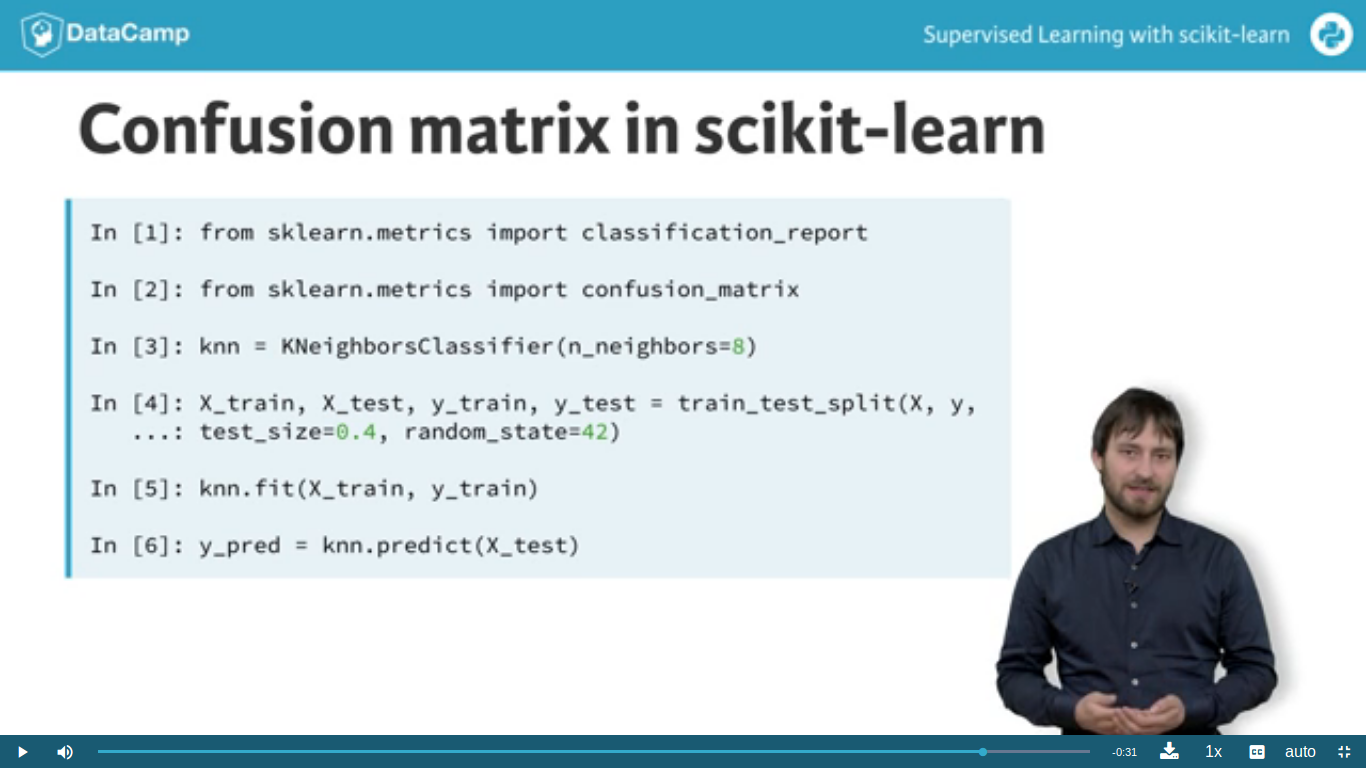 DataCamp
Supervised Learning with scikit-learn
Confusion matrix in scikit-learn
In [1]: from sklearn.metrics import classification_report
In [2]: from sklearn.metrics import confusion_matrix
In [3]: knn = KNeighborsClassifier(n_neighbors=8)
In [4]: X_train, X_test, y_train, y_test = train_test_split(X, y,
...: test_size=0.4, random_state=42)
In [5]: knn.fit(X_train, y_train)
In [6]: y_pred = knn.predict(X_test)
-0:31 1x CC auto